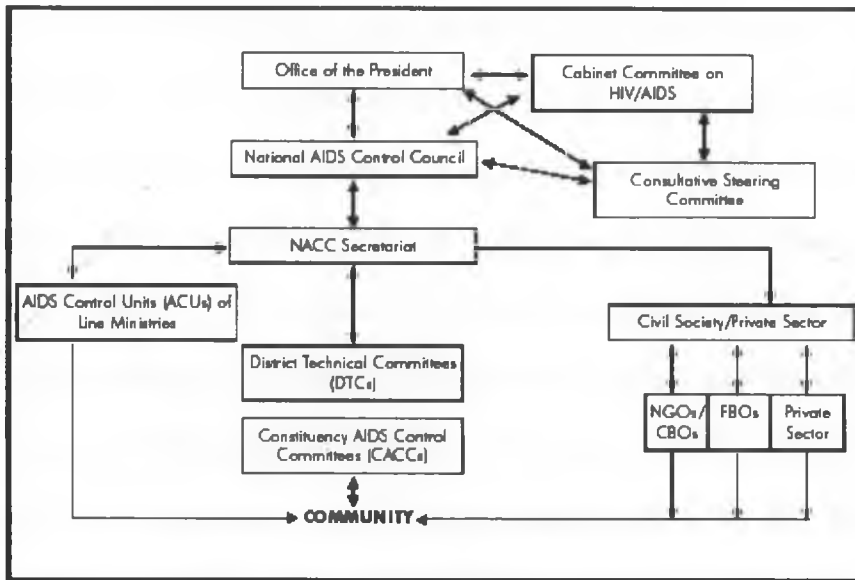 Office of the President
Cabinet Committee on
HIV/AIDS
National AIDS Control Council
Consultative Steering
Committee
NACC Secretariat
AIDS Control Units (ACUs) of
Line Ministries
Civil Society/Private Sector
District Technical Committees
(DTCs)
NGOs/
CBOs
FBOs
Private
Sector
Constituency AIDS Control
Committees (CACCs)
COMMUNITY